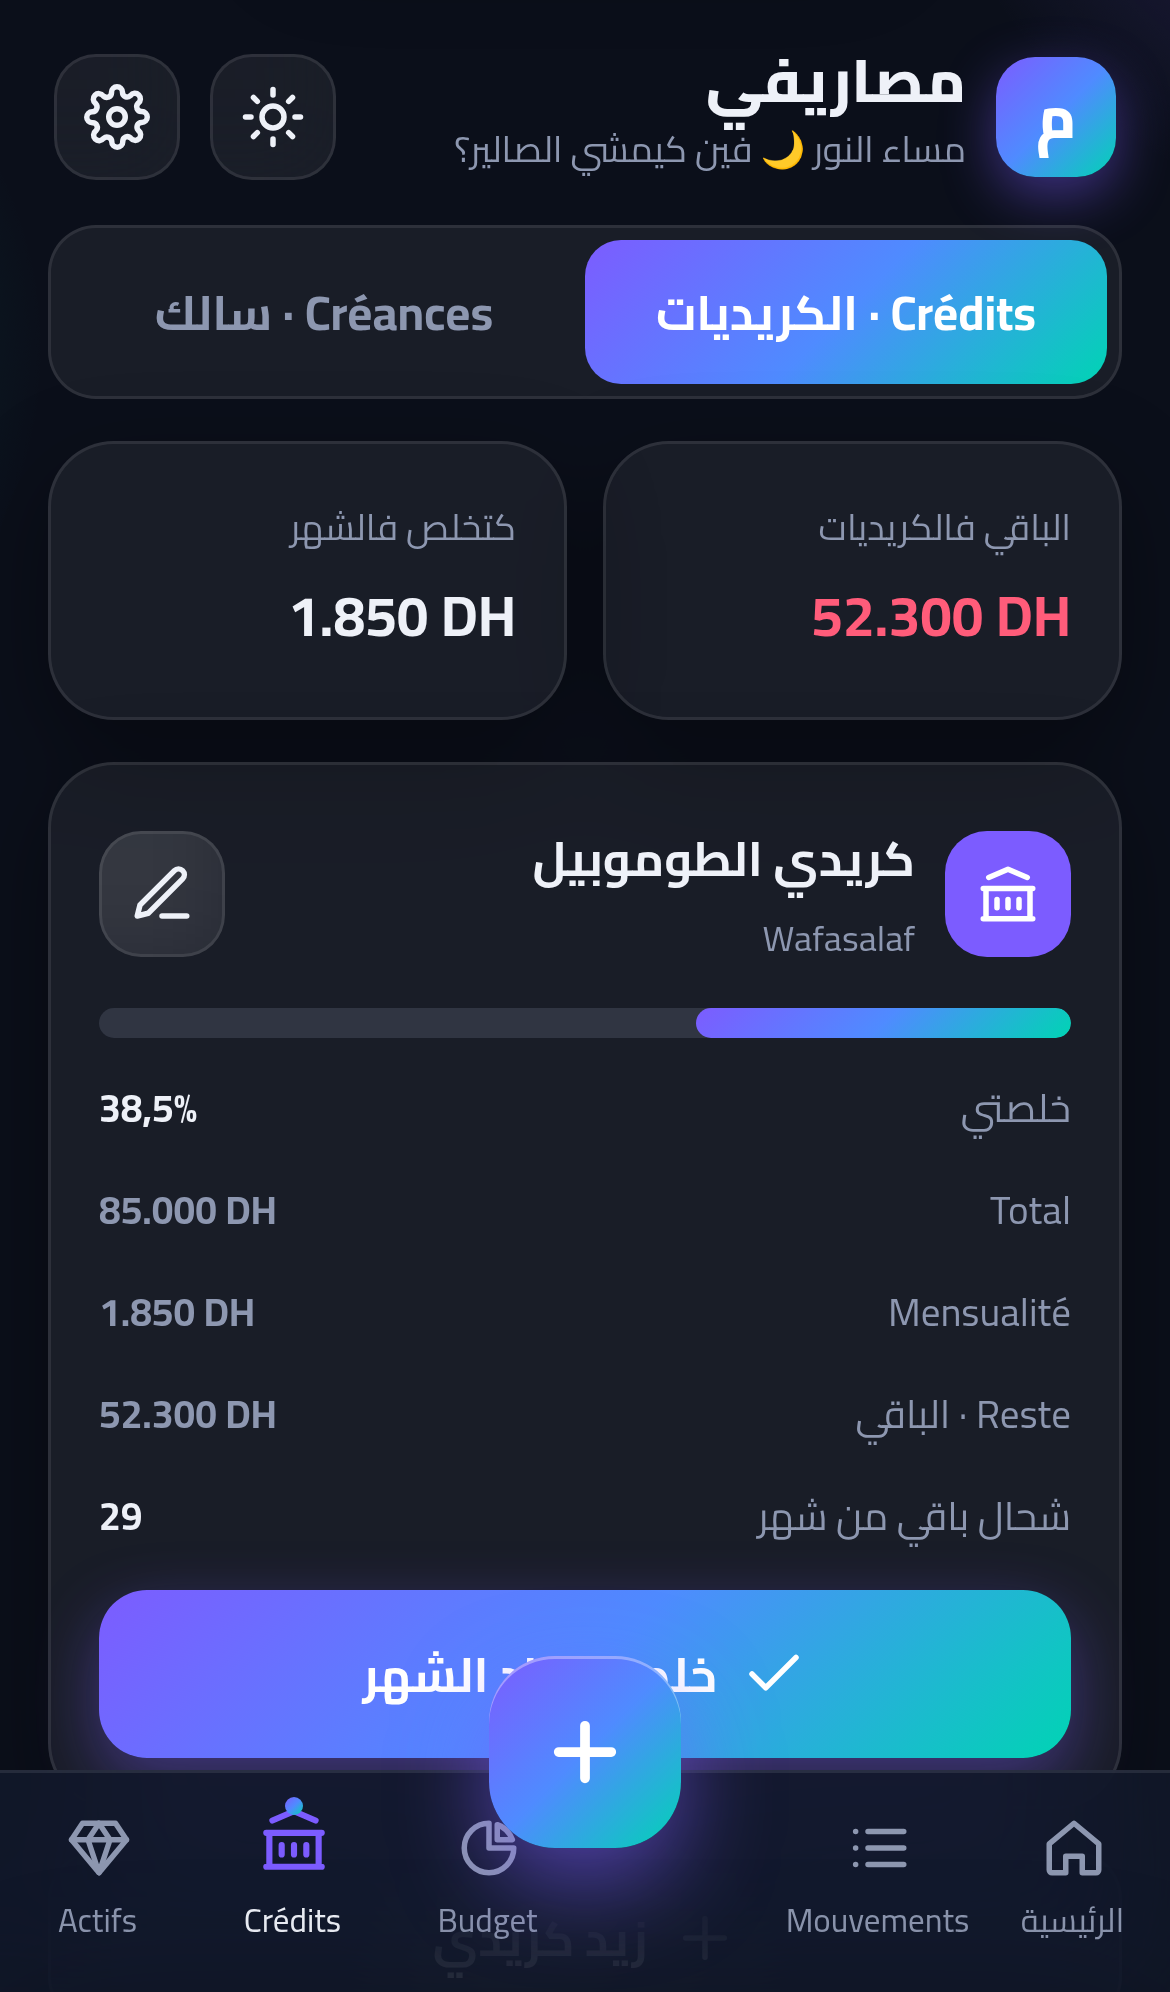 م
مصاريفي
مساء النور 🌙 فين كيمشي الصالير؟
Crédits · الكريديات
Créances · سالك
الباقي فالكريديات
52.300 DH
كتخلص فالشهر
1.850 DH
كريدي الطوموبيل
Wafasalaf
خلصتي
38,5%
Total
85.000 DH
Mensualité
1.850 DH
Reste · الباقي
52.300 DH
شحال باقي من شهر
29
الشهر
زيد كريدي
الرئيسية
Mouvements
Budget
Crédits
Actifs